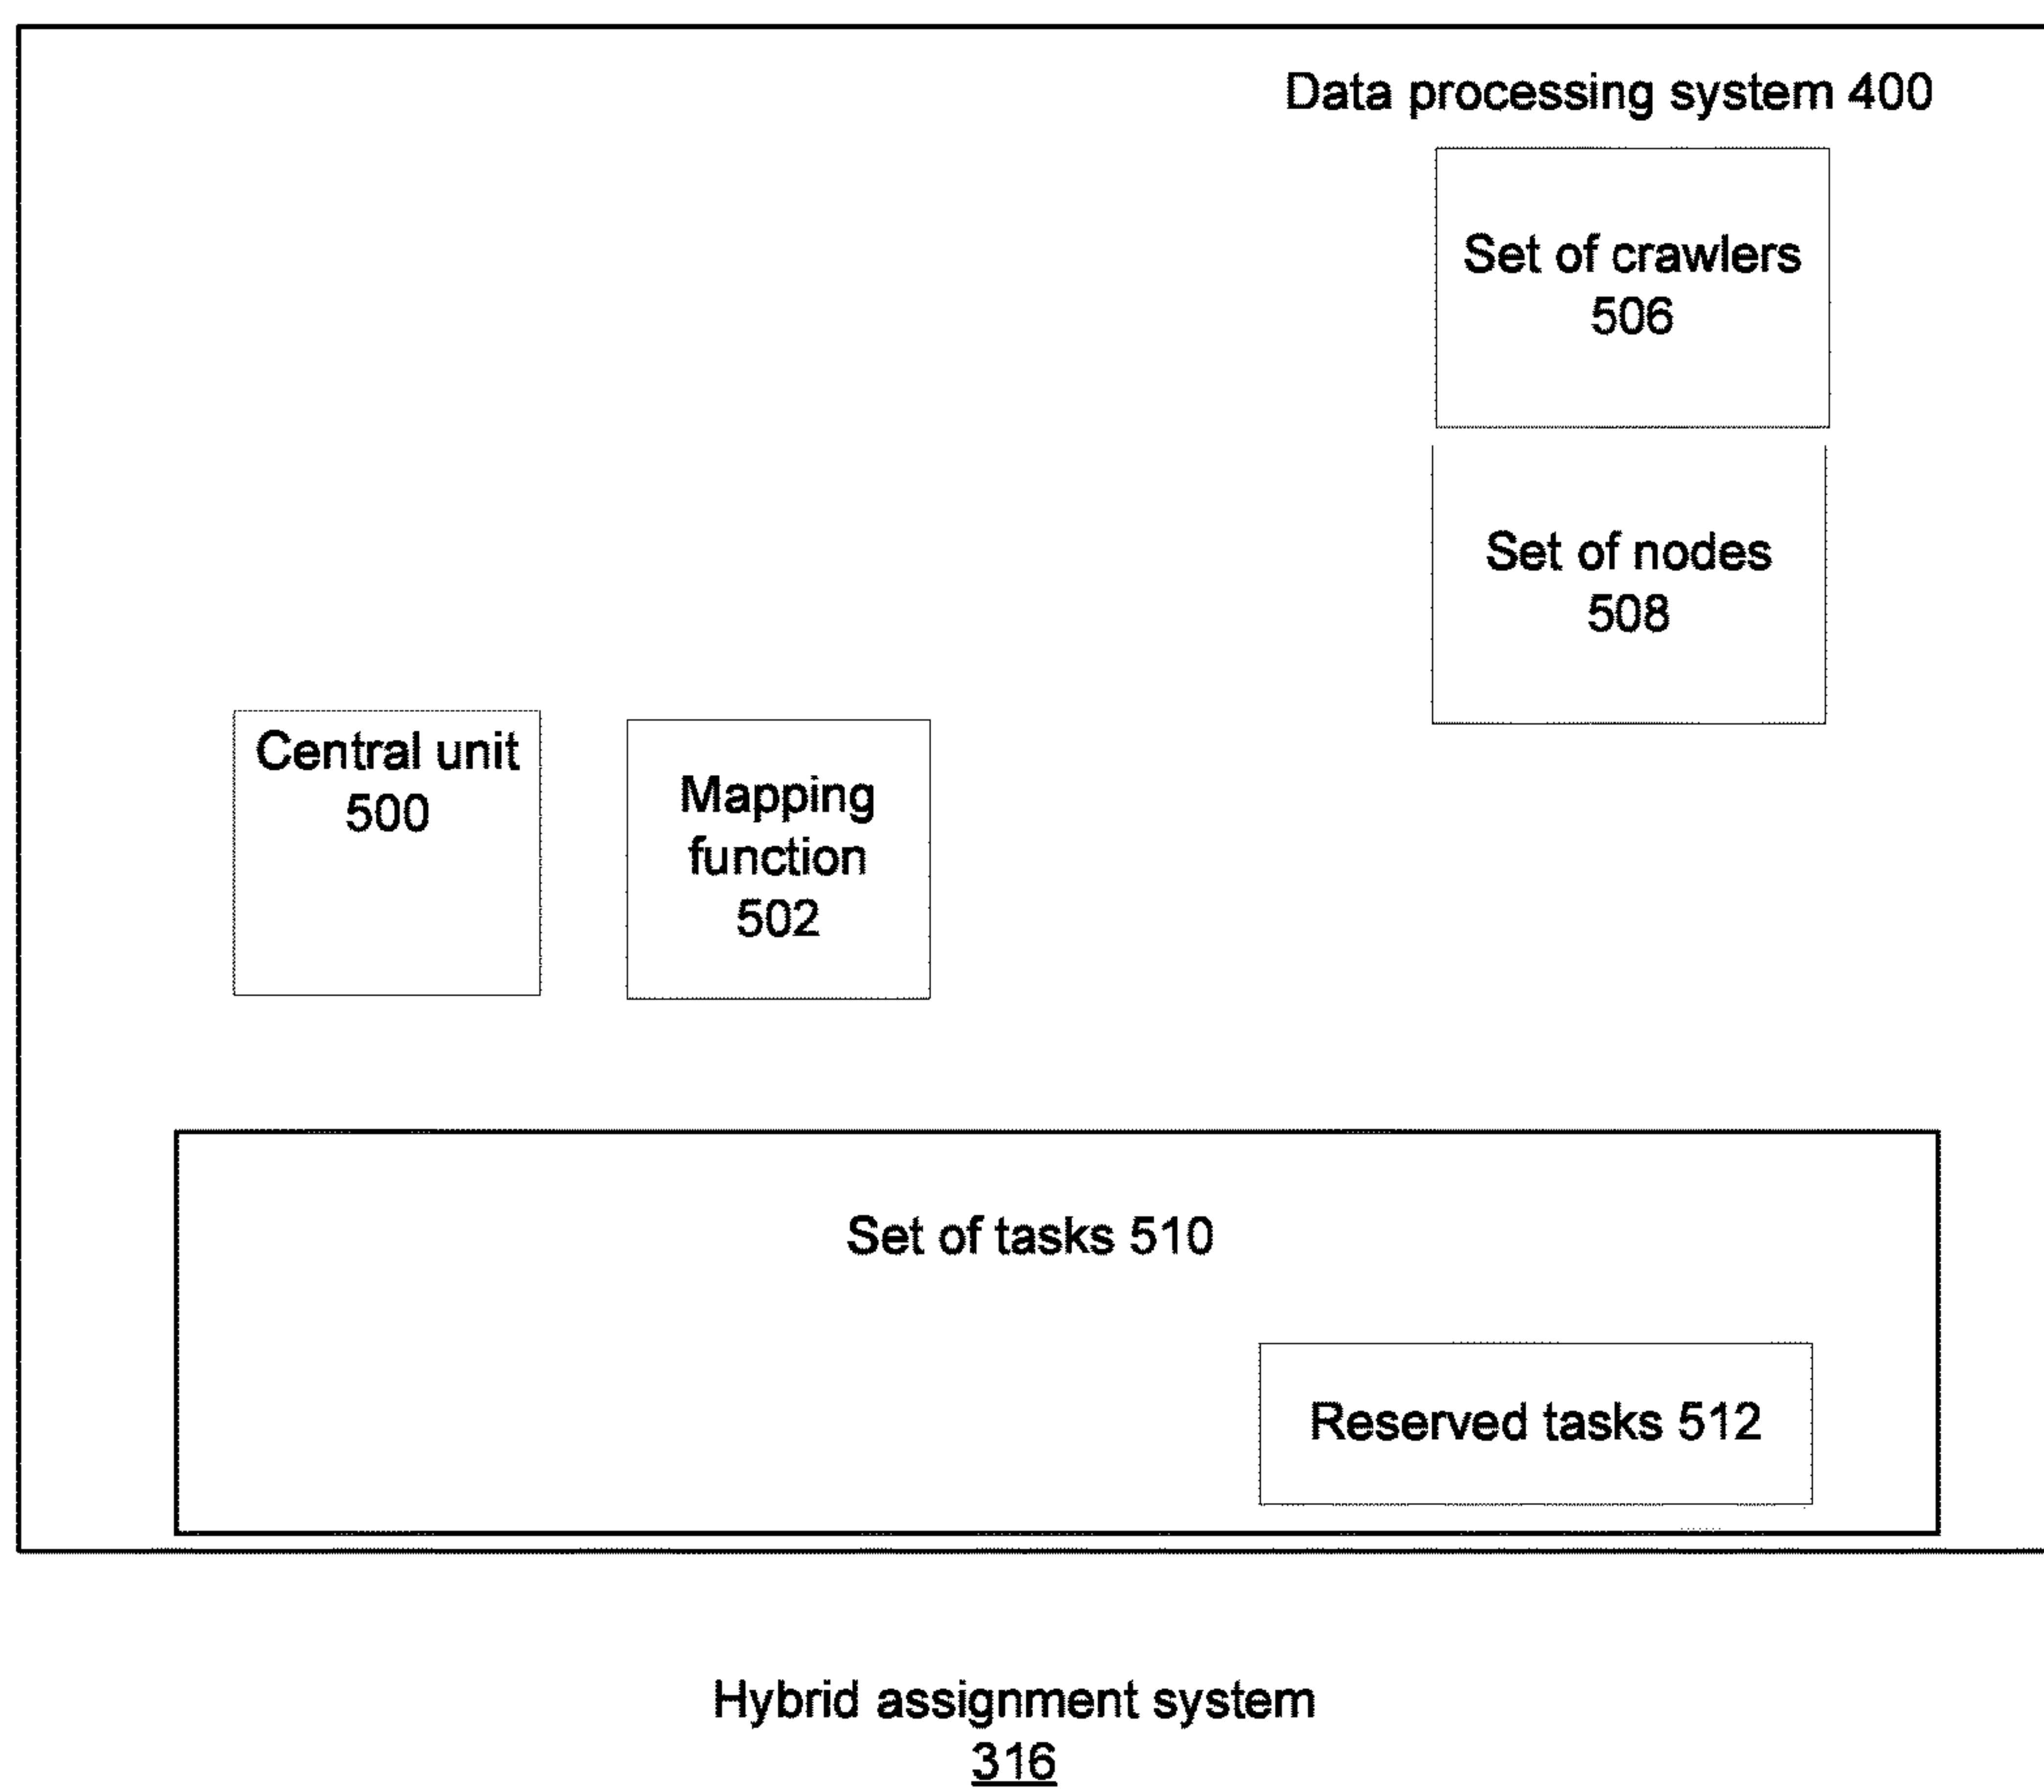 Data processing system 400
Set of crawlers
506
Set of nodes
508
Central unit
500
Mapping
function
502
Set of tasks 510
Reserved tasks 512
Hybrid assignment system
316